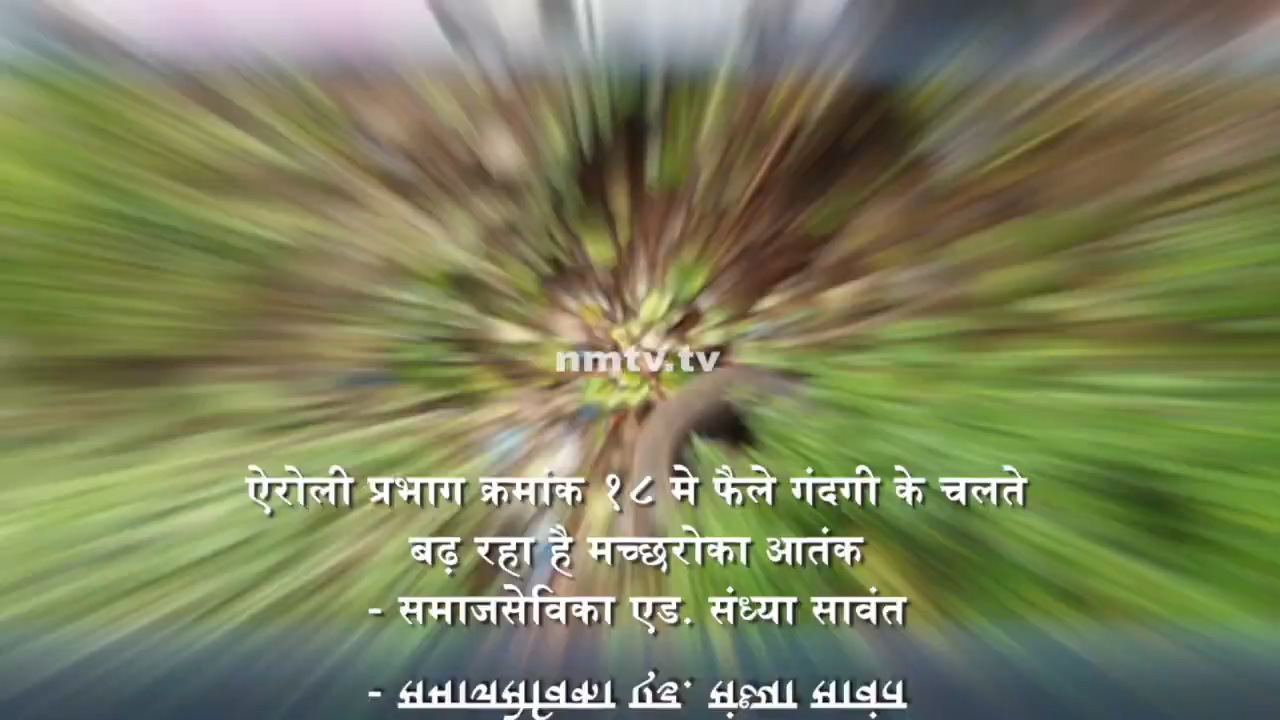 nmtv.tv
ऐरोली प्रभाग क्रमांक १८ मे फैले गंदगी के चलते
बढ़ रहा है मच्छरोका आतंक
- समाजसेविका एड. संध्या सावंत